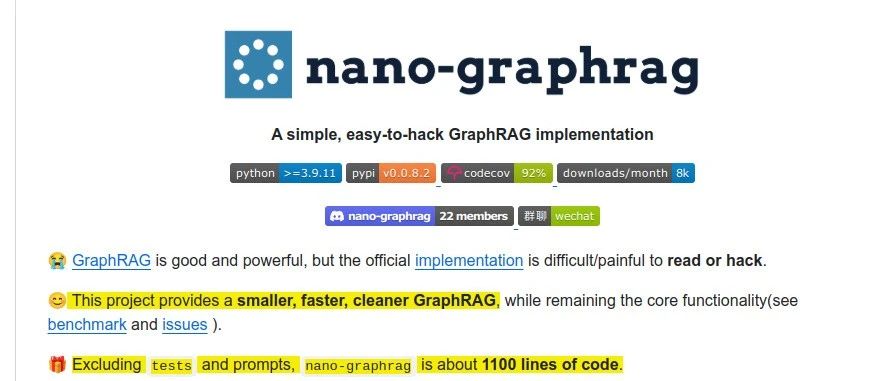 nano-graphrag
A simple, easy-to-hack GraphRAG implementation
python >=3.9.11 pypi v0.0.8.2 codecov 92% downloads/month 8k
nano-graphrag 22 members 群聊 wechat
😭 GraphRAG is good and powerful, but the official implementation is difficult/painful to read or hack.
😊 This project provides a smaller, faster, cleaner GraphRAG, while remaining the core functionality(see
benchmark and issues ).
🎁 Excluding tests and prompts, nano-graphrag is about 1100 lines of code.